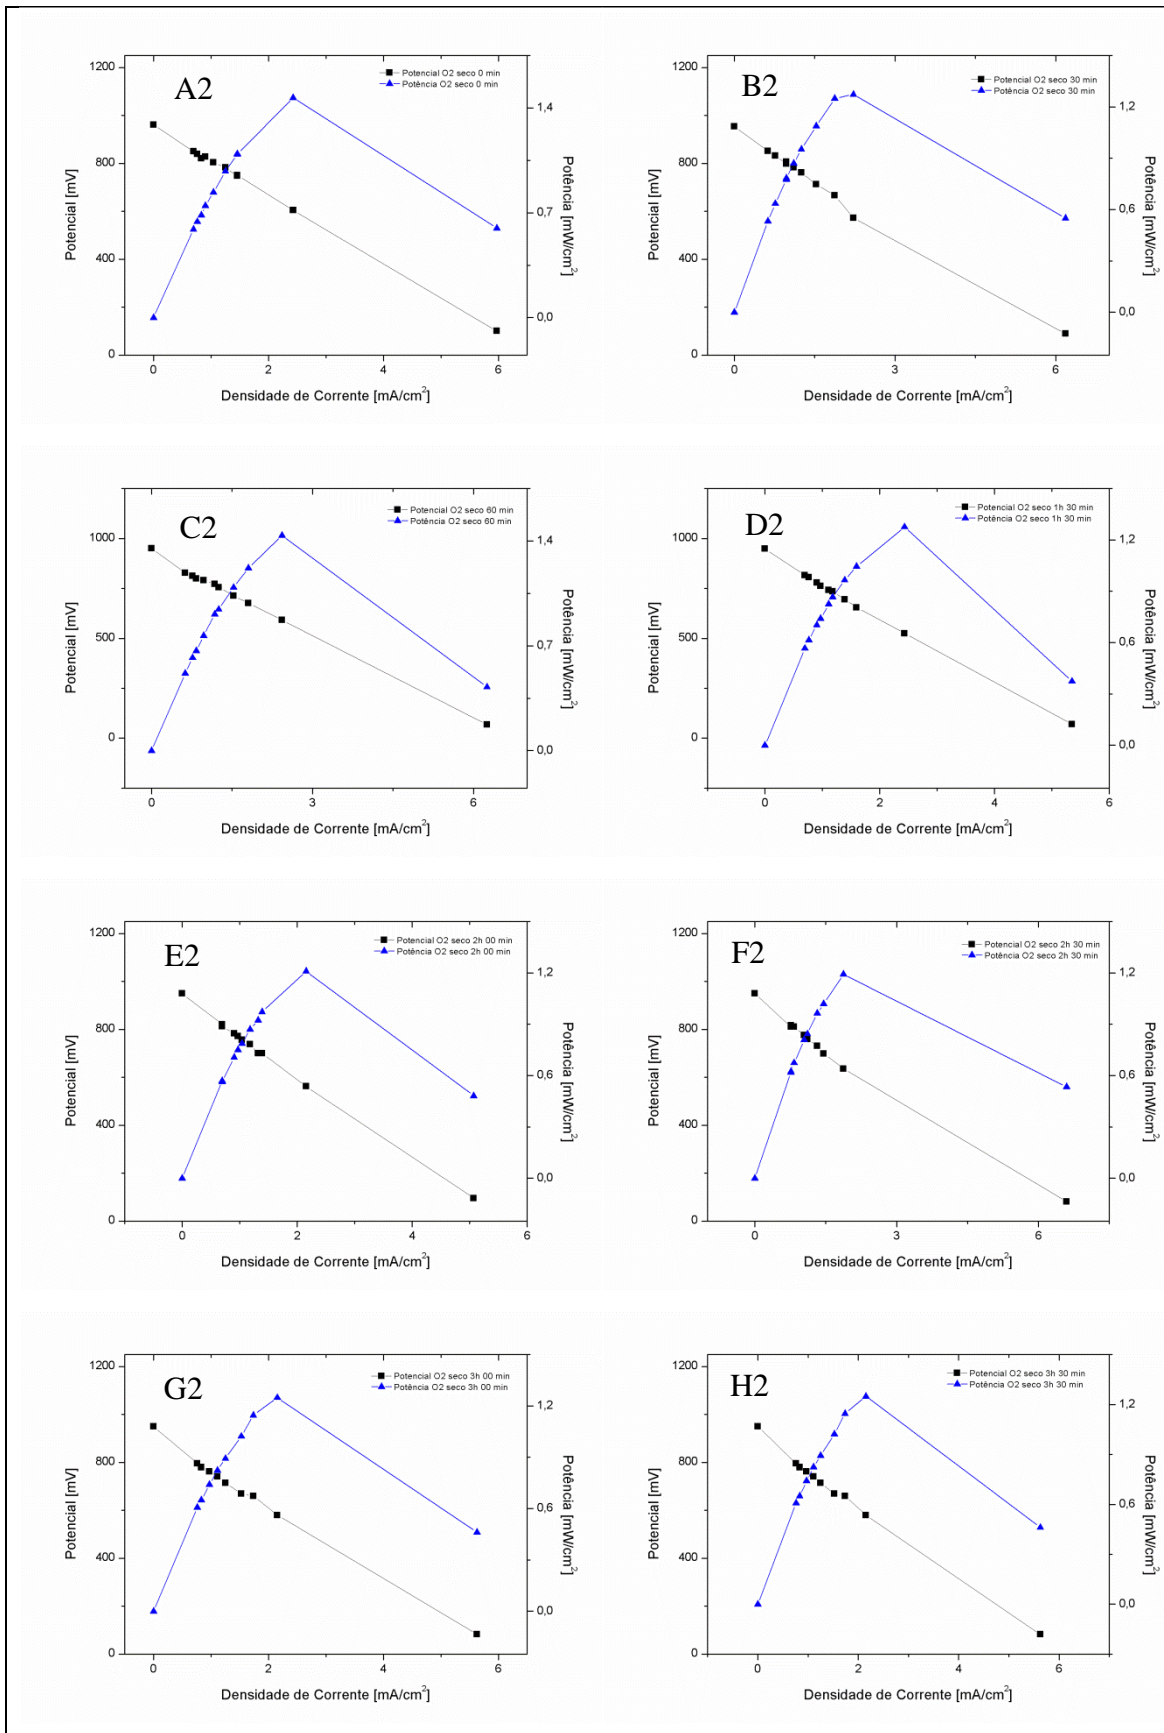 A2
Potencial O2 seco 0 min
Potência O2 seco 0 min
1200
800
400
0
Potencial [mV]
1,4
0,7
0,0
Potência [mW/cm²]
0 2 4 6
Densidade de Corrente [mA/cm²]
B2
Potencial O2 seco 30 min
Potência O2 seco 30 min
1200
800
400
0
Potencial [mV]
1,2
0,6
0,0
Potência [mW/cm²]
0 3 6
Densidade de Corrente [mA/cm²]
C2
Potencial O2 seco 60 min
Potência O2 seco 60 min
1000
500
0
Potencial [mV]
1,4
0,7
0,0
Potência [mW/cm²]
0 3 6
Densidade de Corrente [mA/cm²]
D2
Potencial O2 seco 1h 30 min
Potência O2 seco 1h 30 min
1000
500
0
Potencial [mV]
1,2
0,6
0,0
Potência [mW/cm²]
0 2 4 6
Densidade de Corrente [mA/cm²]
E2
Potencial O2 seco 2h 00 min
Potência O2 seco 2h 00 min
1200
800
400
0
Potencial [mV]
1,2
0,6
0,0
Potência [mW/cm²]
0 2 4 6
Densidade de Corrente [mA/cm²]
F2
Potencial O2 seco 2h 30 min
Potência O2 seco 2h 30 min
1200
800
400
0
Potencial [mV]
1,2
0,6
0,0
Potência [mW/cm²]
0 3 6
Densidade de Corrente [mA/cm²]
G2
Potencial O2 seco 3h 00 min
Potência O2 seco 3h 00 min
1200
800
400
0
Potencial [mV]
1,2
0,6
0,0
Potência [mW/cm²]
0 2 4 6
Densidade de Corrente [mA/cm²]
H2
Potencial O2 seco 3h 30 min
Potência O2 seco 3h 30 min
1200
800
400
0
Potencial [mV]
1,2
0,6
0,0
Potência [mW/cm²]
0 2 4 6
Densidade de Corrente [mA/cm²]